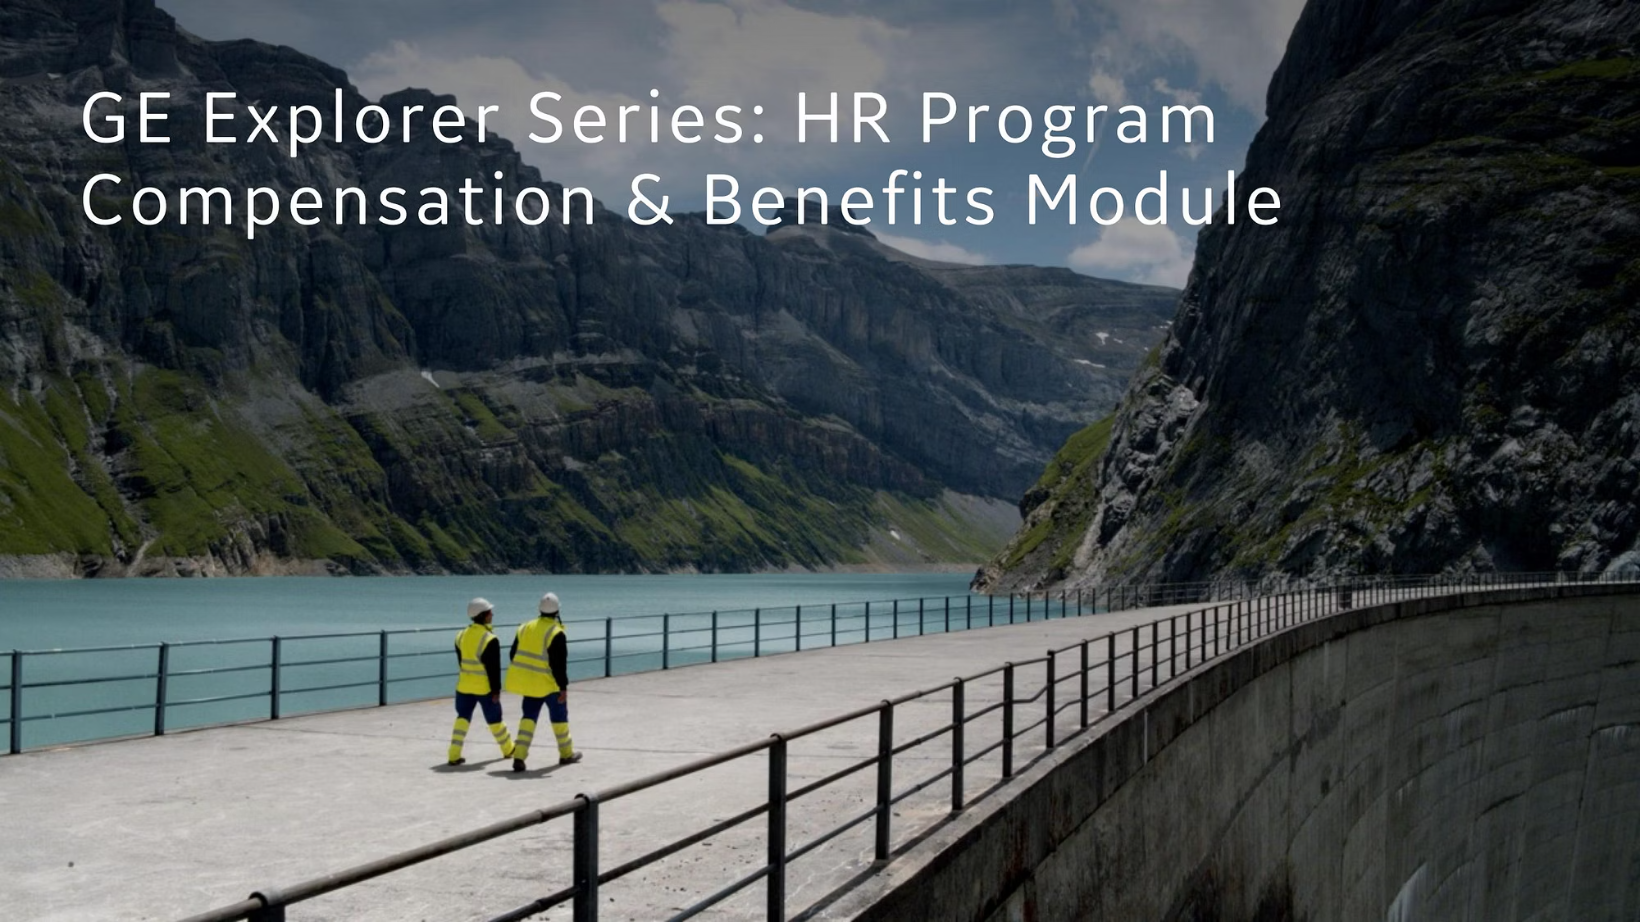 GE Explorer Series: HR Program
Compensation & Benefits Module